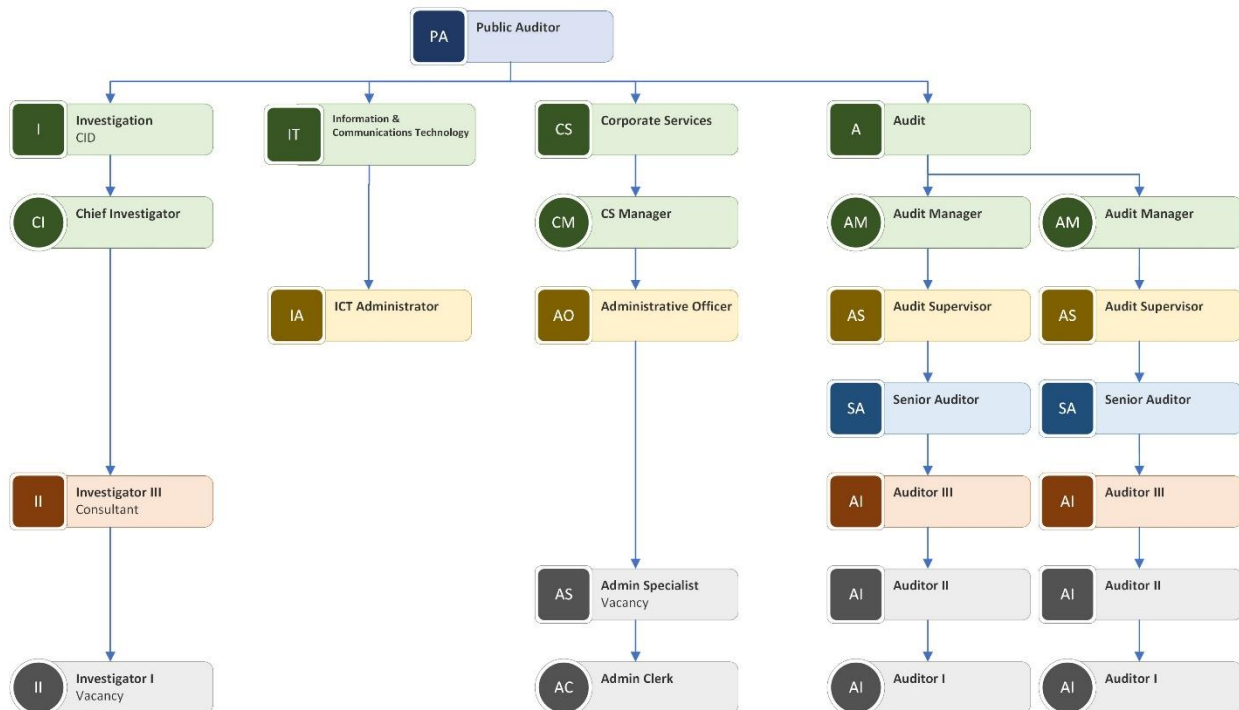 PA
Public Auditor
I
Investigation
CID
IT
Information &
Communications Technology
CS
Corporate Services
A
Audit
CI
Chief Investigator
CM
CS Manager
AM
Audit Manager
AM
Audit Manager
IA
ICT Administrator
AO
Administrative Officer
AS
Audit Supervisor
AS
Audit Supervisor
SA
Senior Auditor
SA
Senior Auditor
II
Investigator III
Consultant
AI
Auditor III
AI
Auditor III
AS
Admin Specialist
Vacancy
AI
Auditor II
AI
Auditor II
II
Investigator I
Vacancy
AC
Admin Clerk
AI
Auditor I
AI
Auditor I